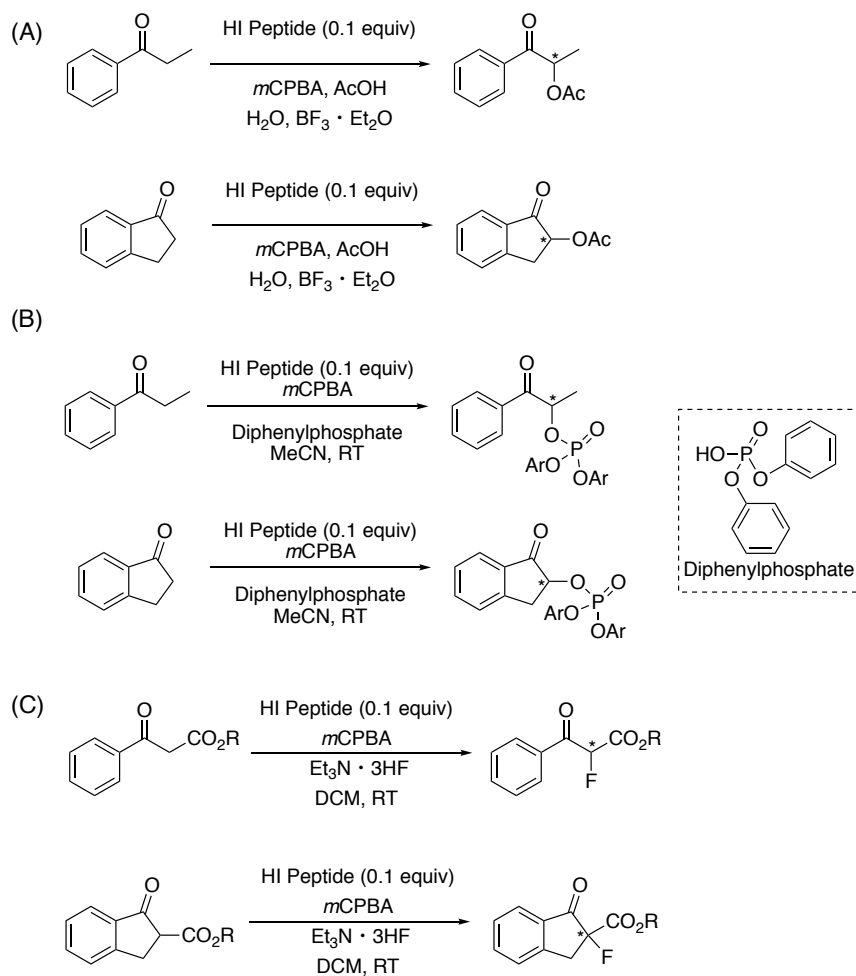 (A)
O
HI Peptide (0.1 equiv)
mCPBA, AcOH
H₂O, BF₃・Et₂O
O
*
OAc
O
HI Peptide (0.1 equiv)
mCPBA, AcOH
H₂O, BF₃・Et₂O
O
*
OAc
(B)
O
HI Peptide (0.1 equiv)
mCPBA
Diphenylphosphate
MeCN, RT
O
*
O
P
O
ArO
OAr
O
HI Peptide (0.1 equiv)
mCPBA
Diphenylphosphate
MeCN, RT
O
*
O
P
O
ArO
OAr
O
HO
P
O
O
Diphenylphosphate
(C)
O
CO₂R
HI Peptide (0.1 equiv)
mCPBA
Et₃N・3HF
DCM, RT
O
*
CO₂R
F
O
CO₂R
HI Peptide (0.1 equiv)
mCPBA
Et₃N・3HF
DCM, RT
O
*
CO₂R
F